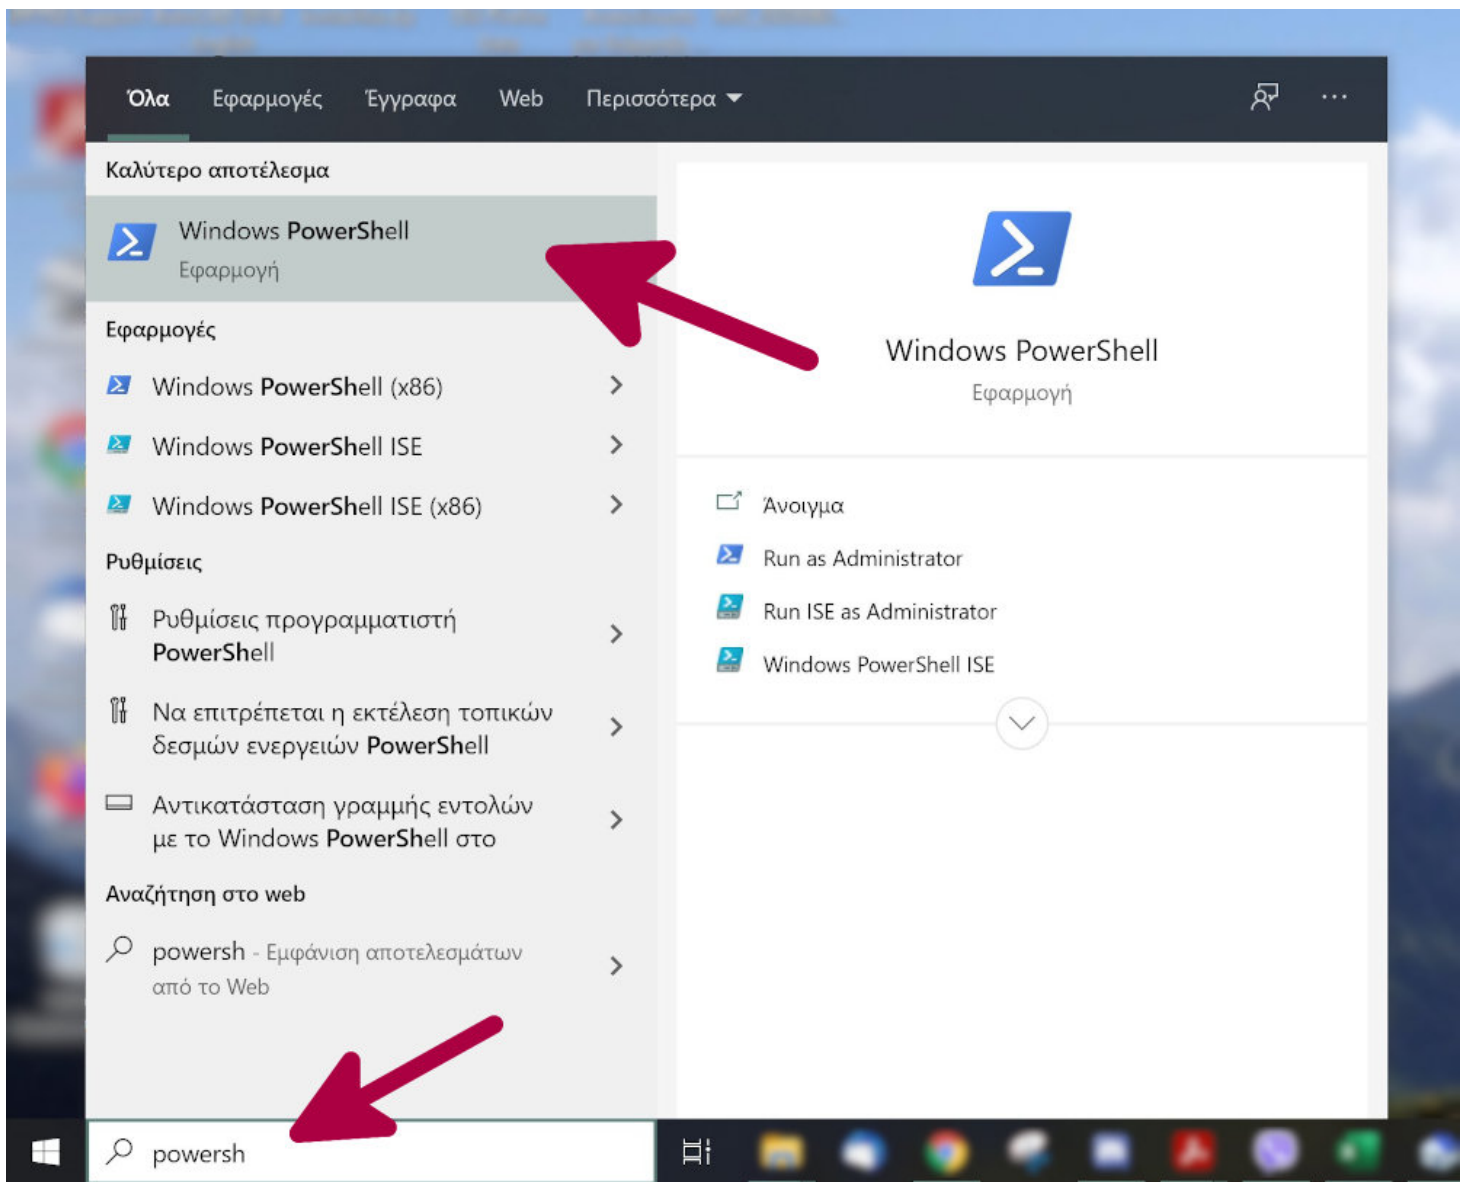 Όλα Εφαρμογές Έγγραφα Web Περισσότερα
Καλύτερο αποτέλεσμα
Windows PowerShell
Εφαρμογή
Εφαρμογές
Windows PowerShell (x86)
Windows PowerShell ISE
Windows PowerShell ISE (x86)
Ρυθμίσεις
Ρυθμίσεις προγραμματιστή
PowerShell
Να επιτρέπεται η εκτέλεση τοπικών
δεσμών ενεργειών PowerShell
Αντικατάσταση γραμμής εντολών
με το Windows PowerShell στο
Αναζήτηση στο web
powersh - Εμφάνιση αποτελεσμάτων
από το Web
Windows PowerShell
Εφαρμογή
Άνοιγμα
Run as Administrator
Run ISE as Administrator
Windows PowerShell ISE
powersh